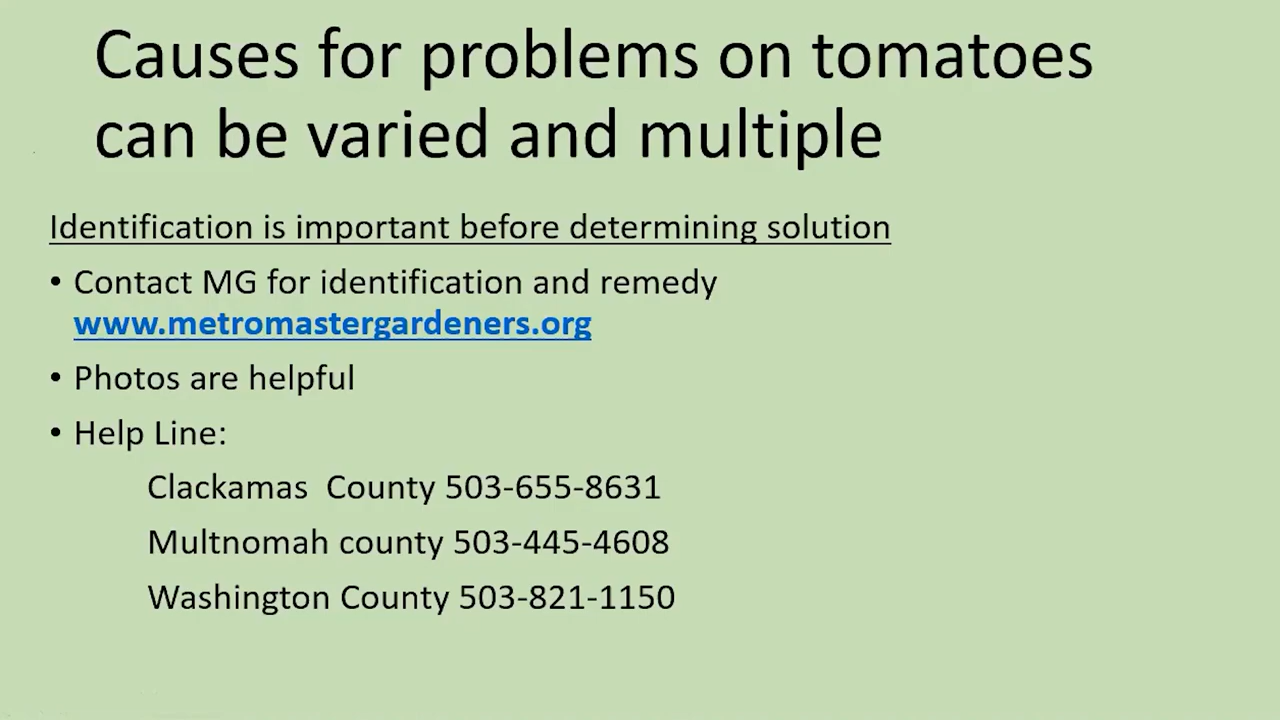 Causes for problems on tomatoes
can be varied and multiple
Identification is important before determining solution
• Contact MG for identification and remedy
www.metromastergardeners.org
• Photos are helpful
• Help Line:
Clackamas  County 503-655-8631
Multnomah county 503-445-4608
Washington County 503-821-1150